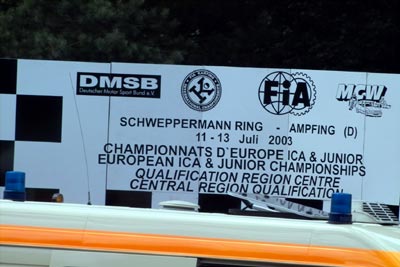 DMSB
Deutscher Motor Sport Bund e.V.
FiA
MCW
SCHWEPPERMANN RING - AMPFING (D)
11 - 13 Juli 2003
CHAMPIONNATS D'EUROPE ICA & JUNIOR
EUROPEAN ICA & JUNIOR CHAMPIONSHIPS
QUALIFICATION REGION CENTRE
CENTRAL REGION QUALIFICATION